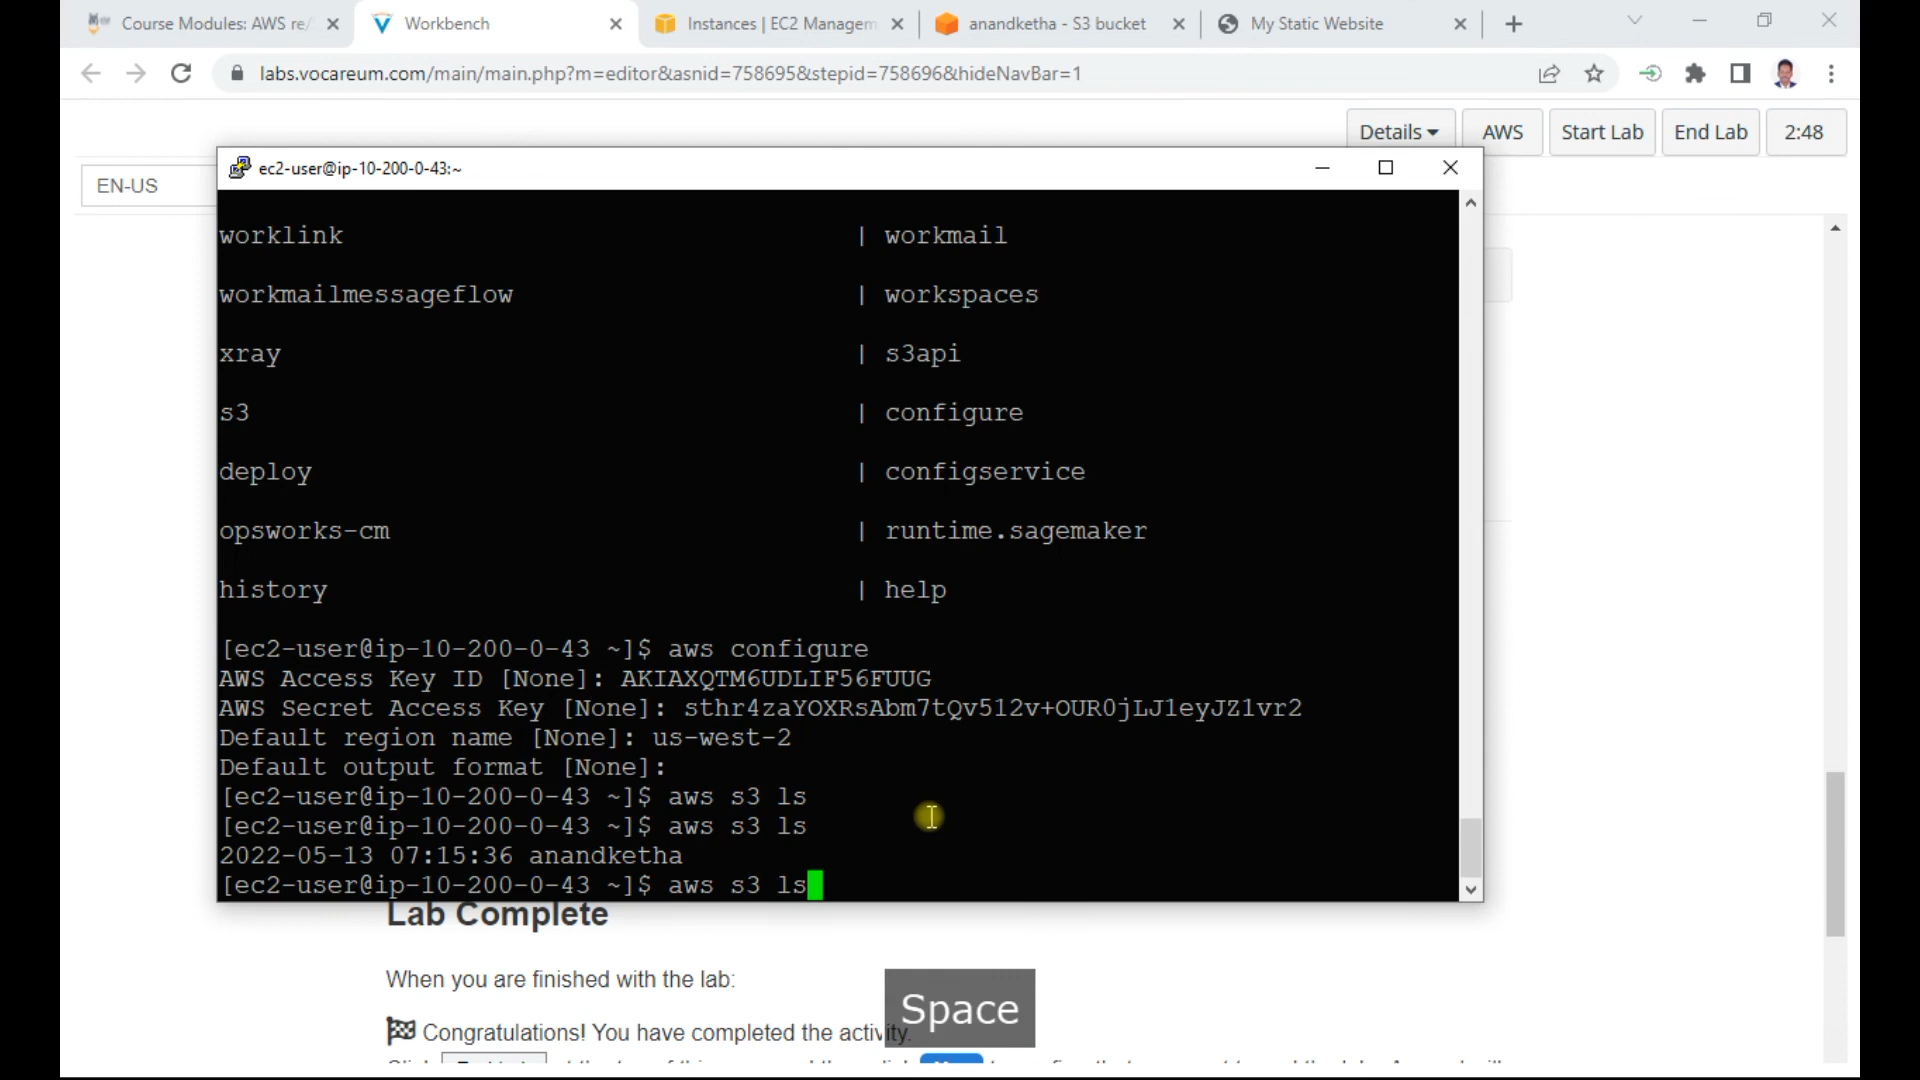 Course Modules: AWS re/
Workbench
Instances | EC2 Managem
anandketha - S3 bucket
My Static Website
labs.vocareum.com/main/main.php?m=editor&asnid=758695&stepid=758696&hideNavBar=1
Details
AWS
Start Lab
End Lab
2:48
EN-US
ec2-user@ip-10-200-0-43:~
worklink | workmail
workmailmessageflow | workspaces
xray | s3api
s3 | configure
deploy | configservice
opsworks-cm | runtime.sagemaker
history | help
[ec2-user@ip-10-200-0-43 ~]$ aws configure
AWS Access Key ID [None]: AKIAXQTM6UDLIF56FUUG
AWS Secret Access Key [None]: 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
Default region name [None]: us-west-2
Default output format [None]:
[ec2-user@ip-10-200-0-43 ~]$ aws s3 ls
[ec2-user@ip-10-200-0-43 ~]$ aws s3 ls
2022-05-13 07:15:36 anandketha
[ec2-user@ip-10-200-0-43 ~]$ aws s3 ls
Lab Complete
When you are finished with the lab:
Space
Congratulations! You have completed the activity.